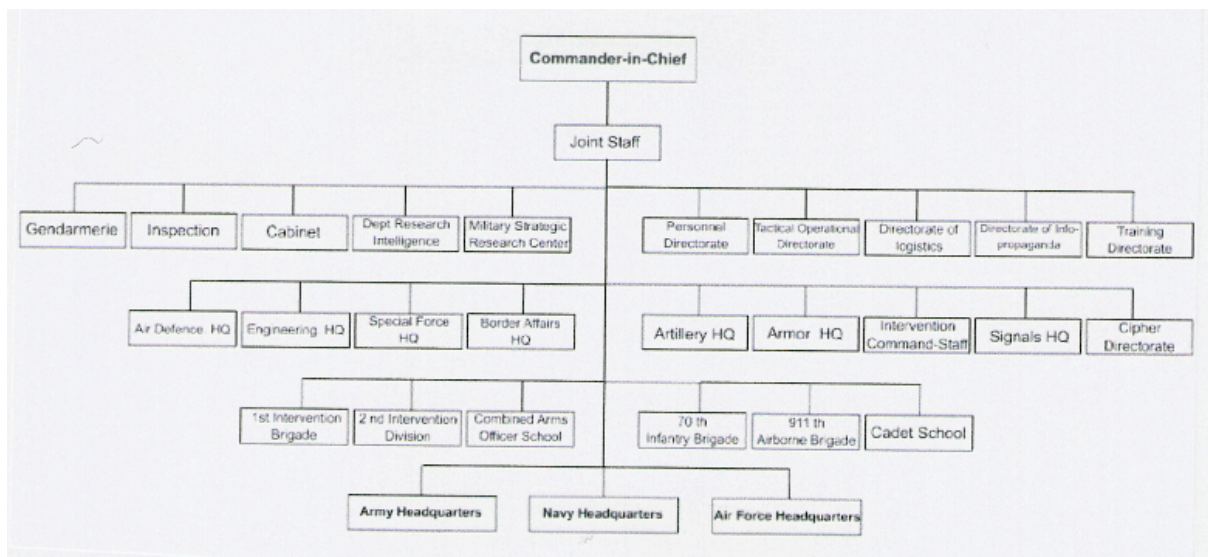 Commander-in-Chief
Joint Staff
Gendarmerie
Inspection
Cabinet
Dept Research
Intelligence
Military Strategic
Research Center
Personnel
Directorate
Tactical Operational
Directorate
Directorate of
logistics
Directorate of Info-
propaganda
Training
Directorate
Air Defence HQ
Engineering HQ
Special Force
HQ
Border Affairs
HQ
Artillery HQ
Armor HQ
Intervention
Command-Staff
Signals HQ
Cipher
Directorate
1st Intervention
Brigade
2 nd Intervention
Division
Combined Arms
Officer School
70 th
Infantry Brigade
911 th
Airborne Brigade
Cadet School
Army Headquarters
Navy Headquarters
Air Force Headquarters